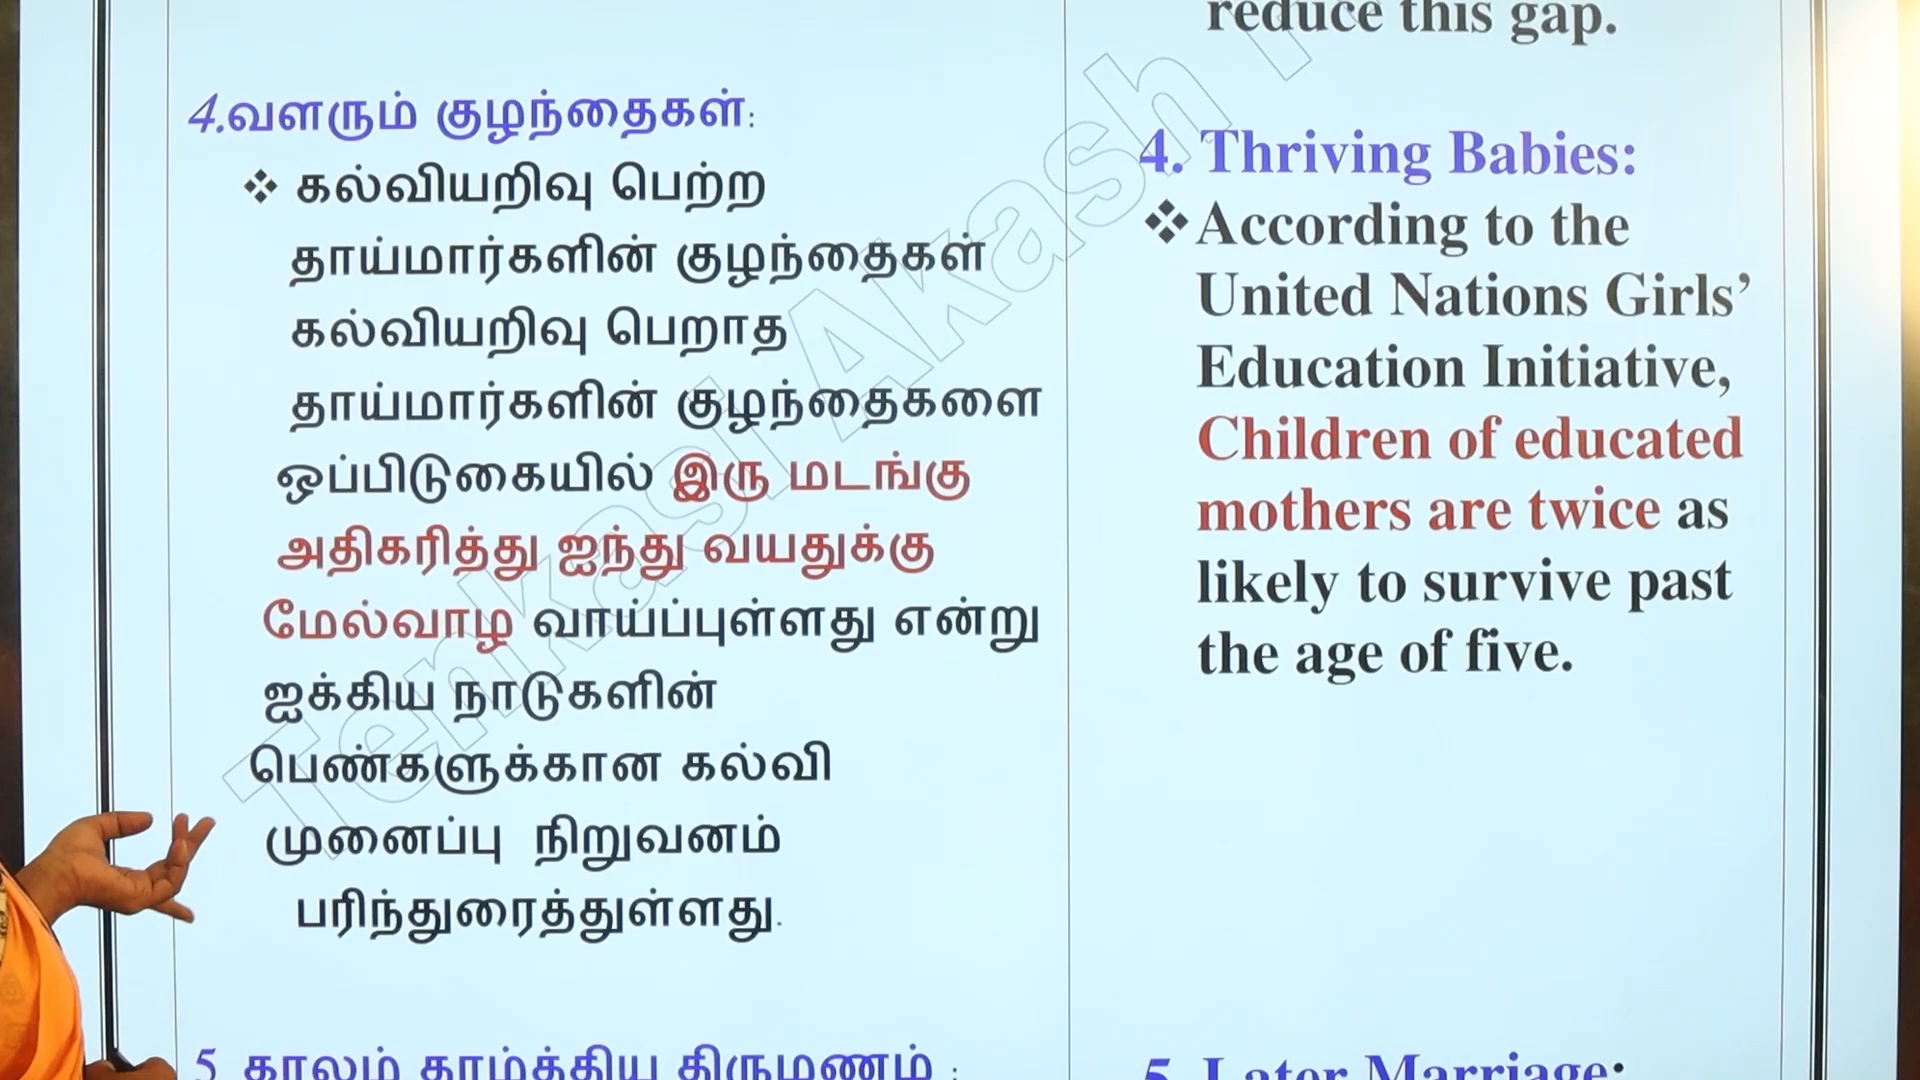 4.வளரும் குழந்தைகள்:
❖ கல்வியறிவு பெற்ற
தாய்மார்களின் குழந்தைகள்
கல்வியறிவு பெறாத
தாய்மார்களின் குழந்தைகளை
ஒப்பிடுகையில் இரு மடங்கு
அதிகரித்து ஐந்து வயதுக்கு
மேல்வாழ வாய்ப்புள்ளது என்று
ஐக்கிய நாடுகளின்
பெண்களுக்கான கல்வி
முனைப்பு நிறுவனம்
பரிந்துரைத்துள்ளது.
5 காலம் தாழ்த்திய திருமணம் :
reduce this gap.
4. Thriving Babies:
❖According to the
United Nations Girls’
Education Initiative,
Children of educated
mothers are twice as
likely to survive past
the age of five.
5. Later Marriage:
Tenkasi Akash